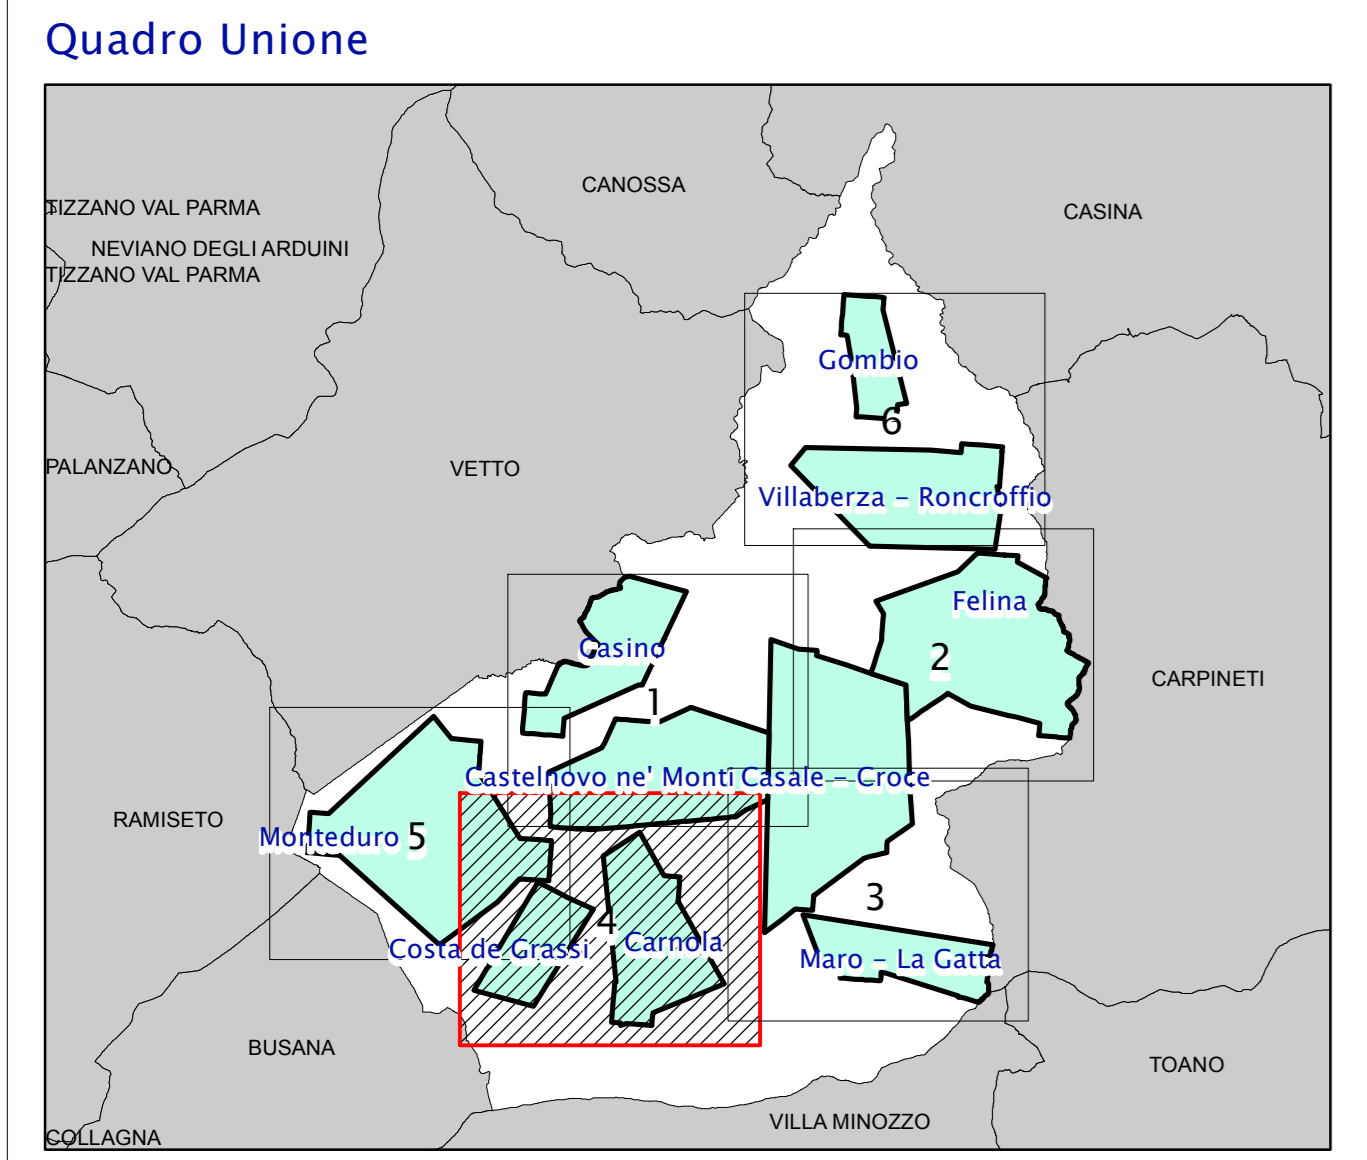 Quadro Unione
CANOSSA
CASINA
TIZZANO VAL PARMA
NEVIANO DEGLI ARDUINI
TIZZANO VAL PARMA
Gombio
6
PALANZANO
VETTO
Villaberza - Roncroffio
Felina
Casino
2
CARPINETI
1
Castelnovo ne' Monti
Casale - Croce
RAMISETO
Monteduro
5
3
4
Costa de Grassi
Carnola
Maro - La Gatta
BUSANA
TOANO
VILLA MINOZZO
COLLAGNA